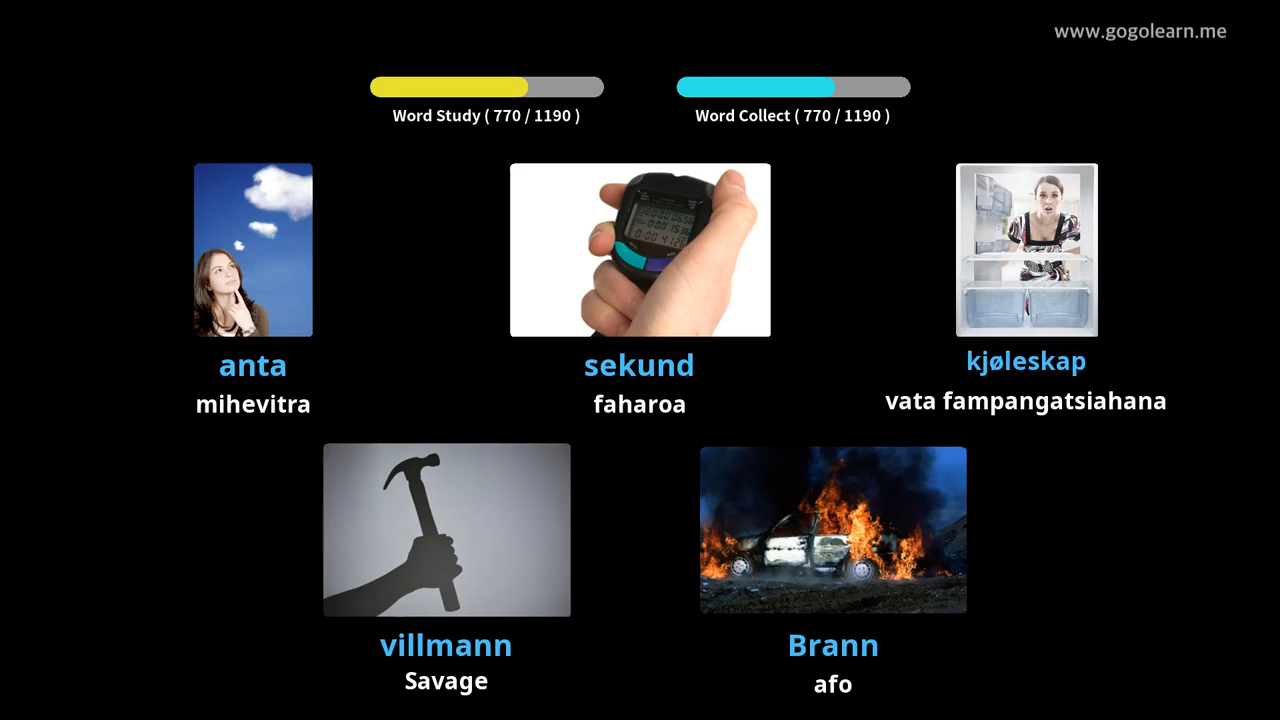 www.gogolearn.me
Word Study ( 770 / 1190 )
Word Collect ( 770 / 1190 )
anta
mihevitra
sekund
faharoa
kjøleskap
vata fampangatsiahana
villmann
Savage
Brann
afo